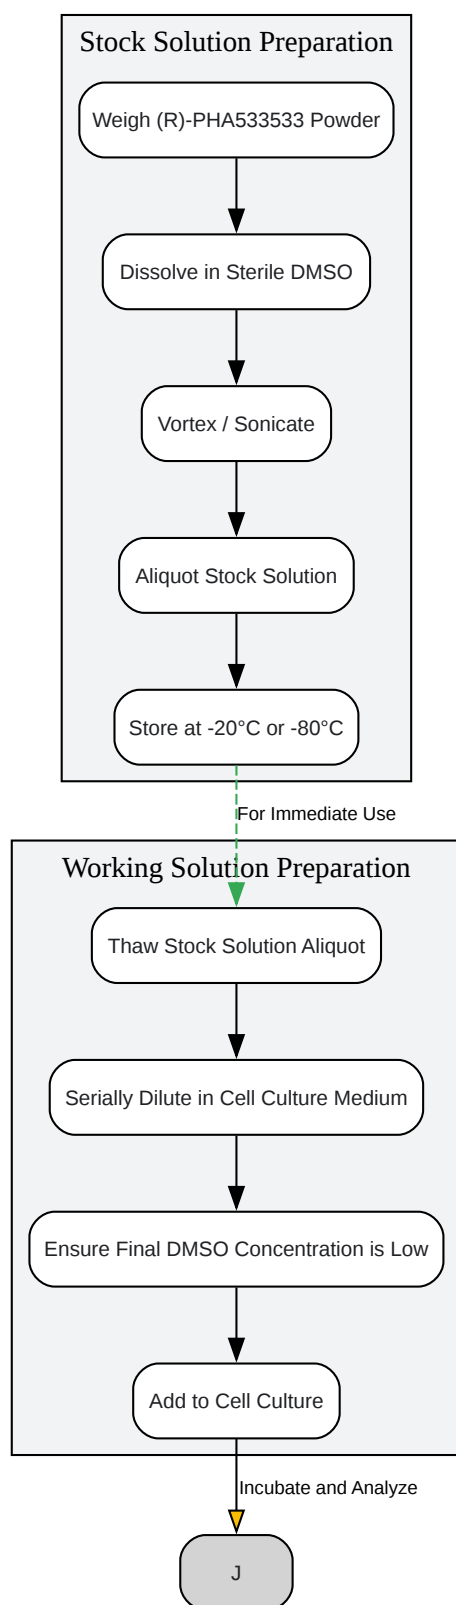 Stock Solution Preparation
Weigh (R)-PHA533533 Powder
Dissolve in Sterile DMSO
Vortex / Sonicate
Aliquot Stock Solution
Store at -20°C or -80°C
For Immediate Use
Working Solution Preparation
Thaw Stock Solution Aliquot
Serially Dilute in Cell Culture Medium
Ensure Final DMSO Concentration is Low
Add to Cell Culture
Incubate and Analyze
J